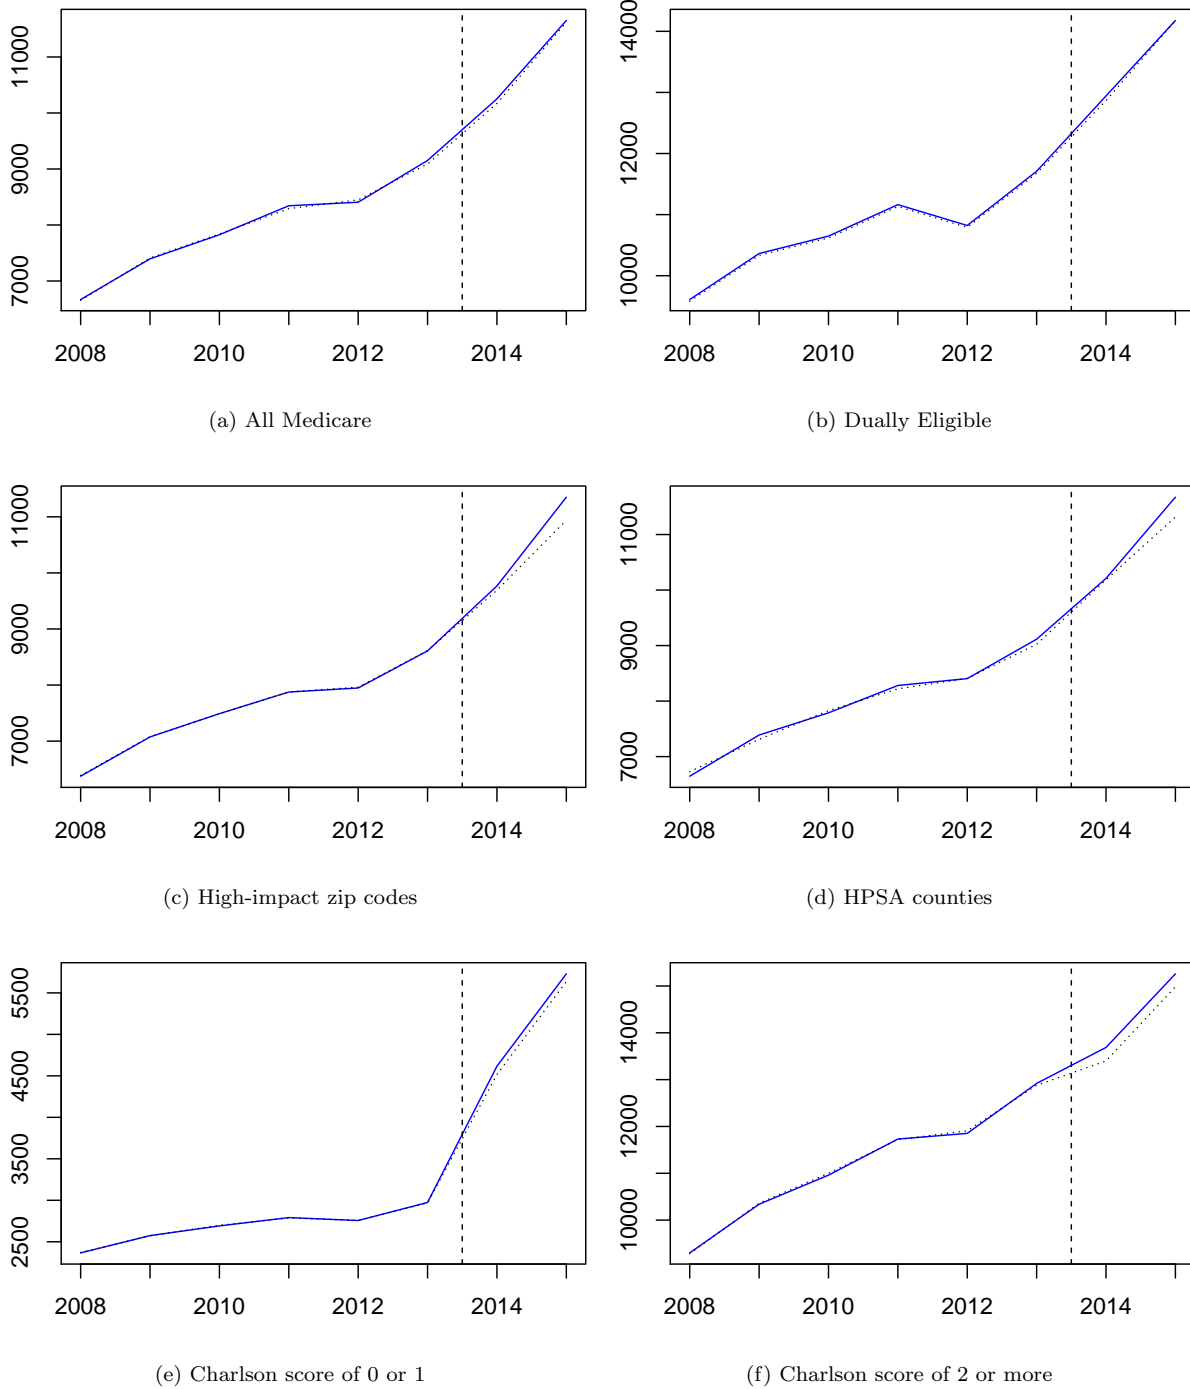 11000
9000
7000
2008 2010 2012 2014
(a) All Medicare
14000
12000
10000
2008 2010 2012 2014
(b) Dually Eligible
11000
9000
7000
2008 2010 2012 2014
(c) High-impact zip codes
11000
9000
7000
2008 2010 2012 2014
(d) HPSA counties
5500
4500
3500
2500
2008 2010 2012 2014
(e) Charlson score of 0 or 1
14000
12000
10000
2008 2010 2012 2014
(f) Charlson score of 2 or more